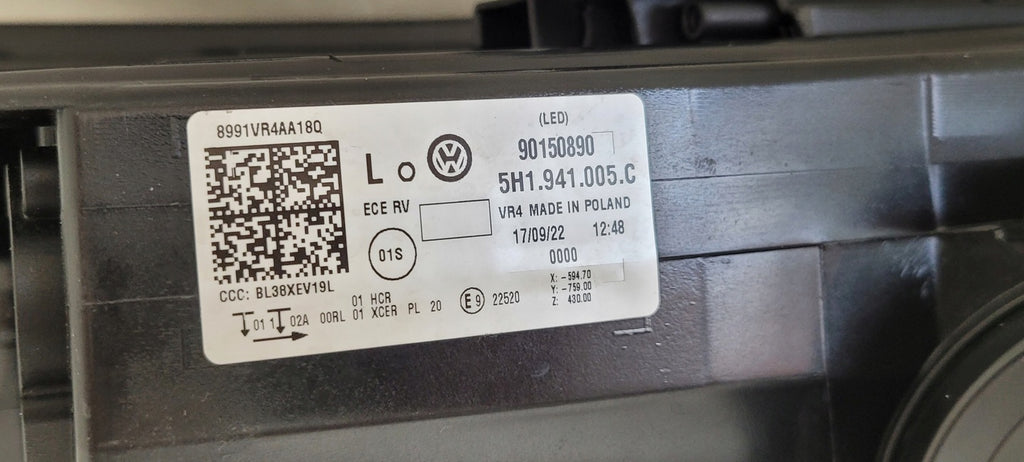 8991VR4AA18Q
L
ECE RV
01S
CCC: BL38XEV19L
01 HCR
01 1 02A 00RL 01 XCER PL 20 E9 22520
(LED)
90150890
5H1.941.005.C
VR4 MADE IN POLAND
17/09/22 12:48
0000
X: -594.70
Y: -759.00
Z: 430.00